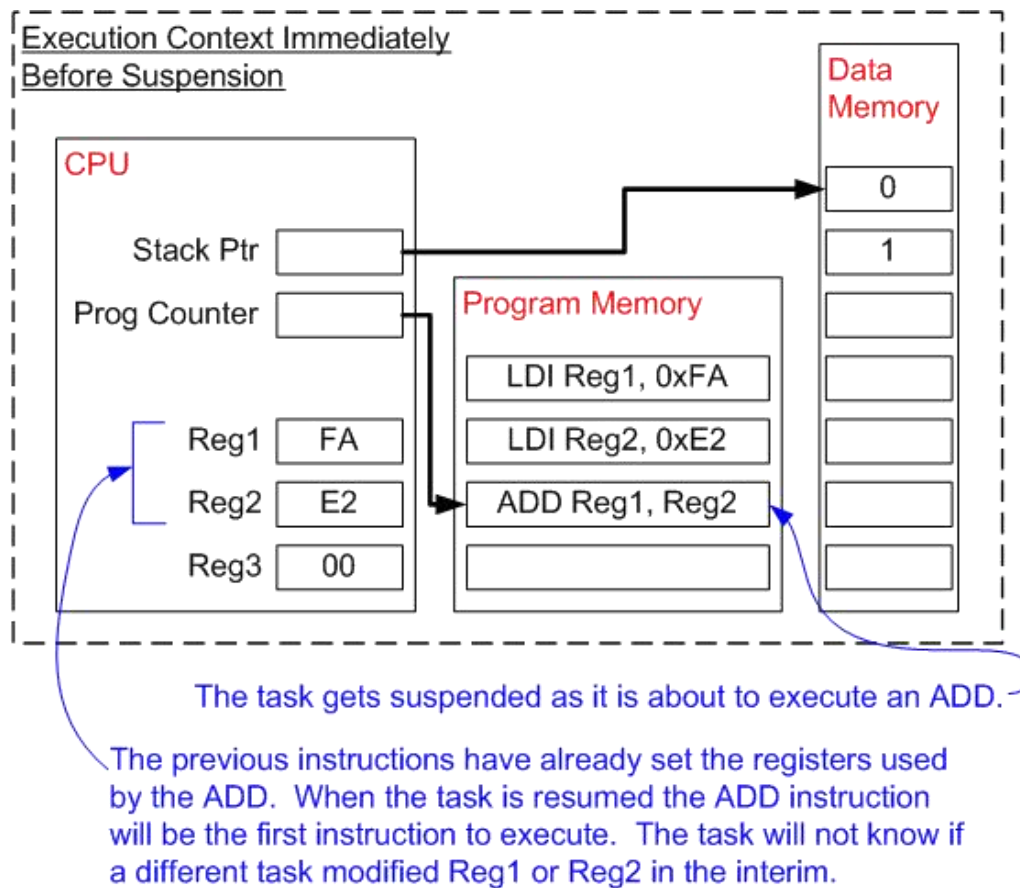 Execution Context Immediately
Before Suspension
CPU
Stack Ptr
Prog Counter
Reg1
FA
Reg2
E2
Reg3
00
Program Memory
LDI Reg1, 0xFA
LDI Reg2, 0xE2
ADD Reg1, Reg2
Data
Memory
0
1
The task gets suspended as it is about to execute an ADD.
The previous instructions have already set the registers used
by the ADD. When the task is resumed the ADD instruction
will be the first instruction to execute. The task will not know if
a different task modified Reg1 or Reg2 in the interim.